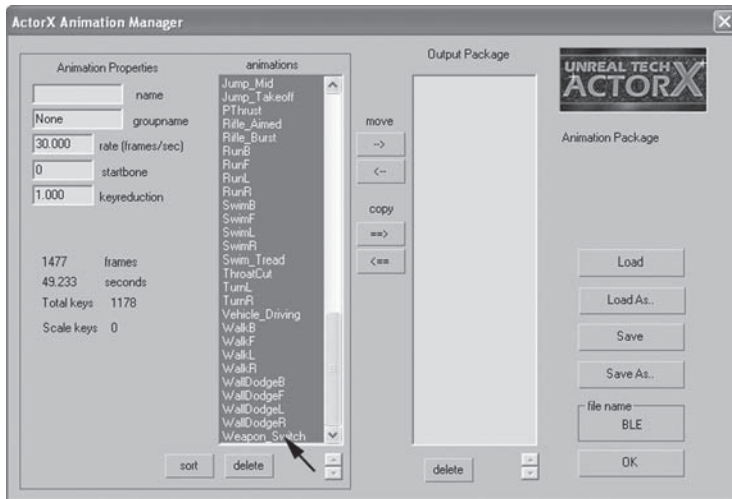 ActorX Animation Manager
Animation Properties
name
None groupname
30.000 rate (frames/sec)
0 startbone
1.000 keyreduction
1477 frames
49.233 seconds
Total keys 1178
Scale keys 0
animations
Jump_Mid
Jump_Takeoff
PThrust
Rifle_Aimed
Rifle_Burst
RunB
RunF
RunL
RunR
SwimB
SwimF
SwimL
SwimR
Swim_Tread
ThroatCut
TurnL
TurnR
Vehicle_Driving
WalkB
WalkF
WalkL
WalkR
WallDodgeB
WallDodgeF
WallDodgeL
WallDodgeR
Weapon_Switch
sort delete
move
-->
<--
copy
==>
<==
Output Package
delete
UNREAL TECH
ACTORX
Animation Package
Load
Load As..
Save
Save As..
file name
BLE
OK